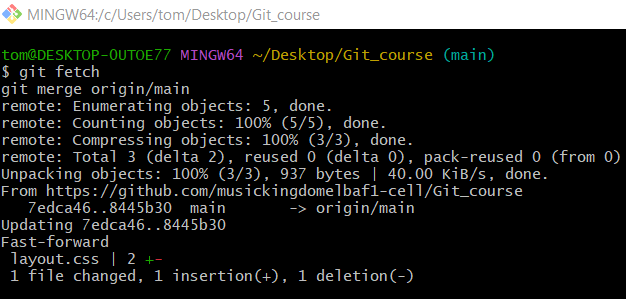 MINGW64:/c/Users/tom/Desktop/Git_course
tom@DESKTOP-OUTOE77 MINGW64 ~/Desktop/Git_course (main)
$ git fetch
git merge origin/main
remote: Enumerating objects: 5, done.
remote: Counting objects: 100% (5/5), done.
remote: Compressing objects: 100% (3/3), done.
remote: Total 3 (delta 2), reused 0 (delta 0), pack-reused 0 (from 0)
Unpacking objects: 100% (3/3), 937 bytes | 40.00 KiB/s, done.
From https://github.com/musickingdomelbaf1-cell/Git_course
   7edca46..8445b30  main       -> origin/main
Updating 7edca46..8445b30
Fast-forward
 layout.css | 2 +-
 1 file changed, 1 insertion(+), 1 deletion(-)